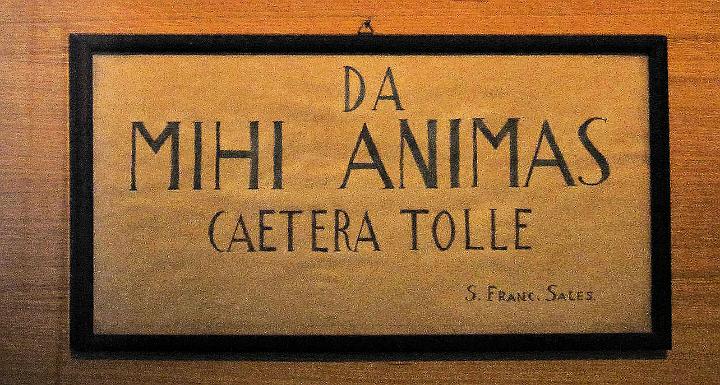 DA
MIHI ANIMAS
CAETERA TOLLE
S. FRANC. SALES.